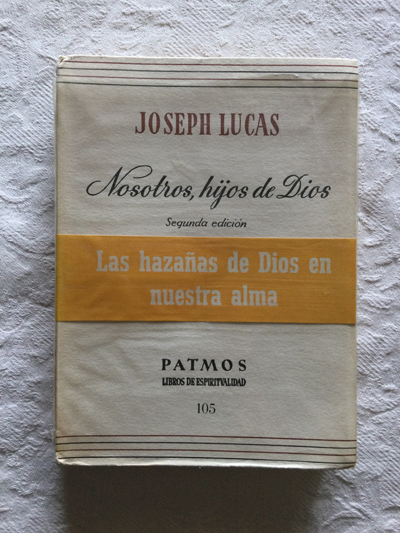 JOSEPH LUCAS
Nosotros, hijos de Dios
Segunda edición
Las hazañas de Dios en
nuestra alma
PATMOS
LIBROS DE ESPIRITVALIDAD
105